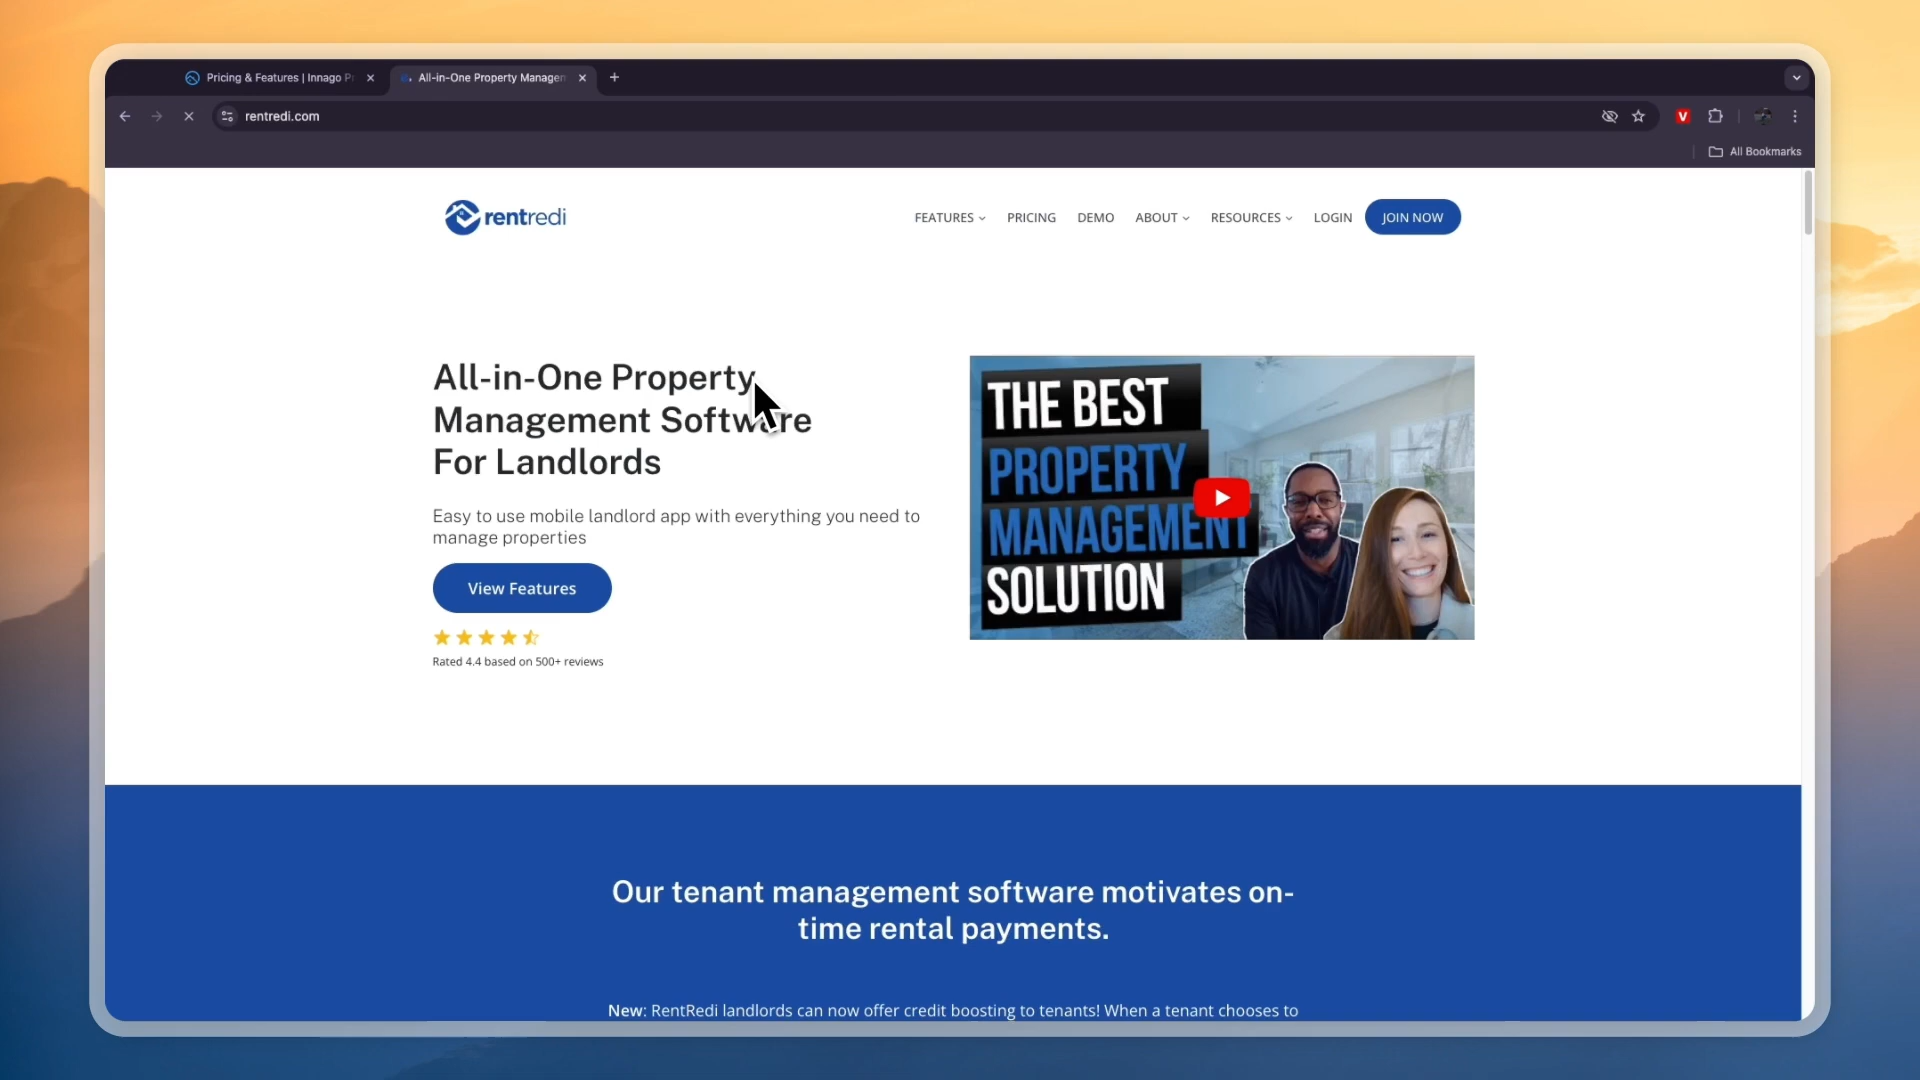 Pricing & Features | Innago Pr
All-in-One Property Managem
rentredi.com
V
All Bookmarks
rentredi
FEATURES
PRICING
DEMO
ABOUT
RESOURCES
LOGIN
JOIN NOW
All-in-One Property
Management Software
For Landlords
Easy to use mobile landlord app with everything you need to
manage properties
View Features
Rated 4.4 based on 500+ reviews
THE BEST
PROPERTY
MANAGEMENT
SOLUTION
Our tenant management software motivates on-
time rental payments.
New: RentRedi landlords can now offer credit boosting to tenants! When a tenant chooses to